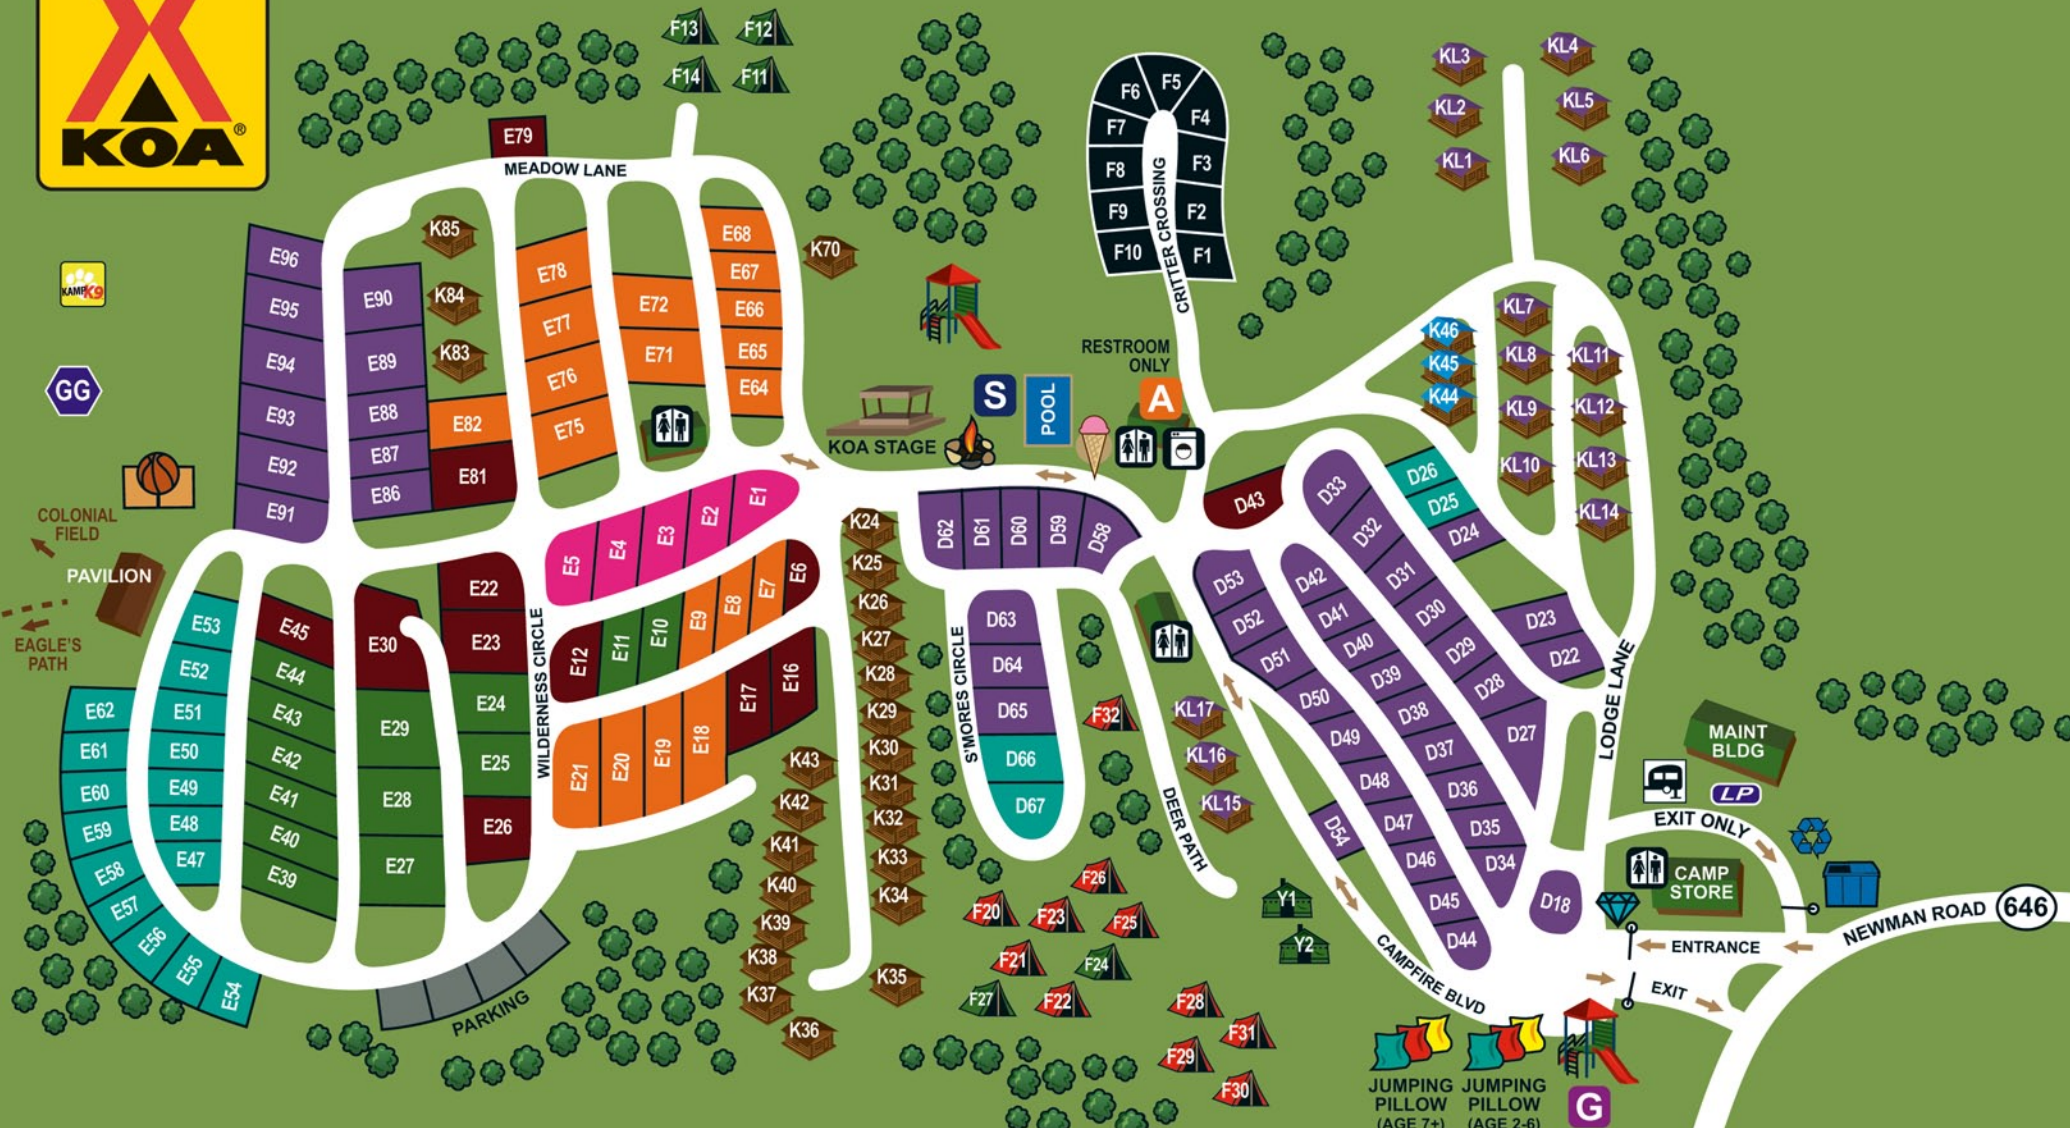 KOA®
F13
F12
F14
F11
E79
MEADOW LANE
K85
K84
K83
E96
E95
E94
E93
E92
E91
E90
E89
E88
E87
E86
E82
E81
E78
E77
E76
E75
E72
E71
E68
E67
E66
E65
E64
K70
KAMP K9
GG
COLONIAL
FIELD
PAVILION
EAGLE'S
PATH
KOA STAGE
S
POOL
RESTROOM
ONLY
A
CRITTER CROSSING
F6
F5
F4
F7
F3
F8
F2
F9
F1
F10
KL3
KL4
KL2
KL5
KL1
KL6
K46
K45
K44
KL7
KL8
KL9
KL10
KL11
KL12
KL13
KL14
E5
E4
E3
E2
E1
E12
E11
E10
E9
E8
E7
E6
E21
E20
E19
E18
E17
E16
WILDERNESS CIRCLE
E22
E23
E24
E25
E26
E30
E29
E28
E27
E45
E44
E43
E42
E41
E40
E39
E53
E52
E51
E50
E49
E48
E47
E62
E61
E60
E59
E58
E57
E56
E55
E54
PARKING
K24
K25
K26
K27
K28
K29
K30
K31
K32
K33
K34
K35
K43
K42
K41
K40
K39
K38
K37
K36
D62
D61
D60
D59
D58
S'MORES CIRCLE
D63
D64
D65
D66
D67
F32
KL17
KL16
KL15
DEER PATH
F26
F20
F23
F25
F21
F24
F27
F22
F28
F31
F29
F30
Y1
Y2
D43
D33
D32
D31
D30
D29
D28
D27
D26
D25
D24
D23
D22
D53
D52
D51
D50
D49
D48
D47
D46
D45
D44
D42
D41
D40
D39
D38
D37
D36
D35
D34
D54
D18
LODGE LANE
CAMPFIRE BLVD
MAINT
BLDG
LP
EXIT ONLY
CAMP
STORE
ENTRANCE
EXIT
NEWMAN ROAD
646
JUMPING
PILLOW
(AGE 7+)
JUMPING
PILLOW
(AGE 2-6)
G